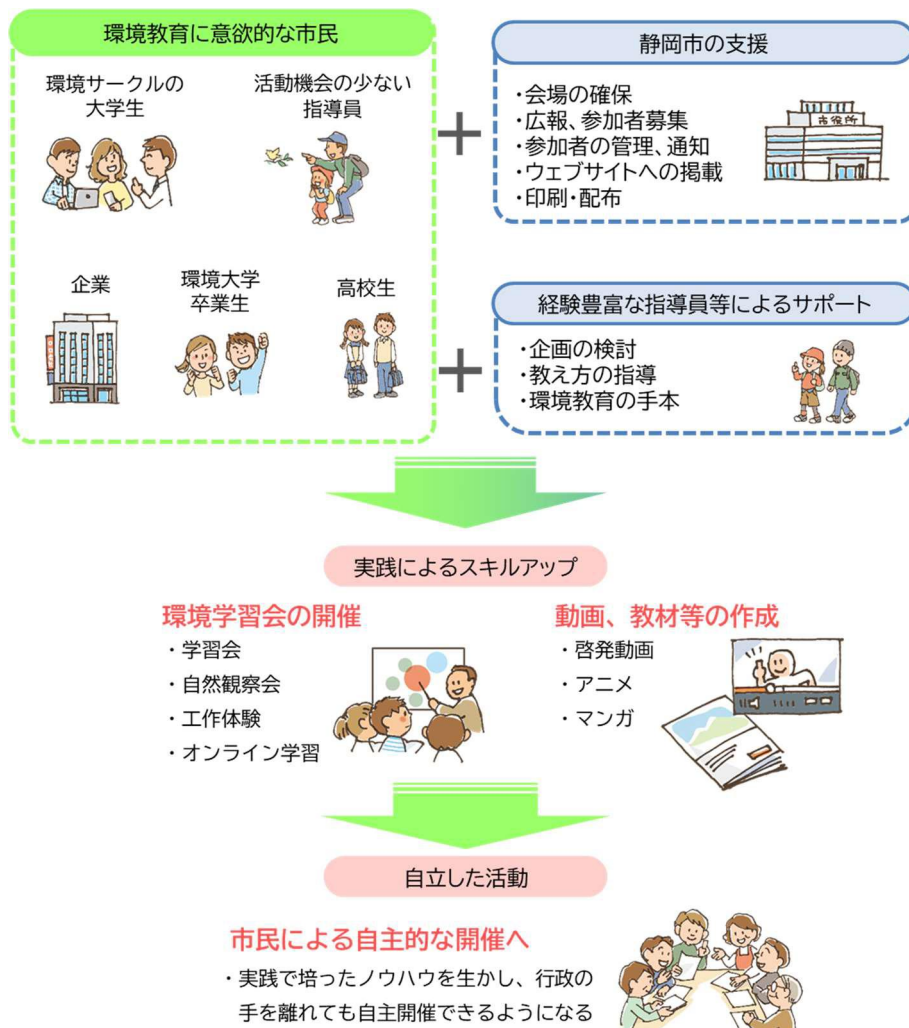 環境教育に意欲的な市民
環境サークルの
大学生
活動機会の少ない
指導員
企業
環境大学
卒業生
高校生
静岡市の支援
・会場の確保
・広報、参加者募集
・参加者の管理、通知
・ウェブサイトへの掲載
・印刷・配布
市役所
経験豊富な指導員等によるサポート
・企画の検討
・教え方の指導
・環境教育の手本
実践によるスキルアップ
環境学習会の開催
・学習会
・自然観察会
・工作体験
・オンライン学習
動画、教材等の作成
・啓発動画
・アニメ
・マンガ
自立した活動
市民による自主的な開催へ
・実践で培ったノウハウを生かし、行政の
手を離れても自主開催できるようになる